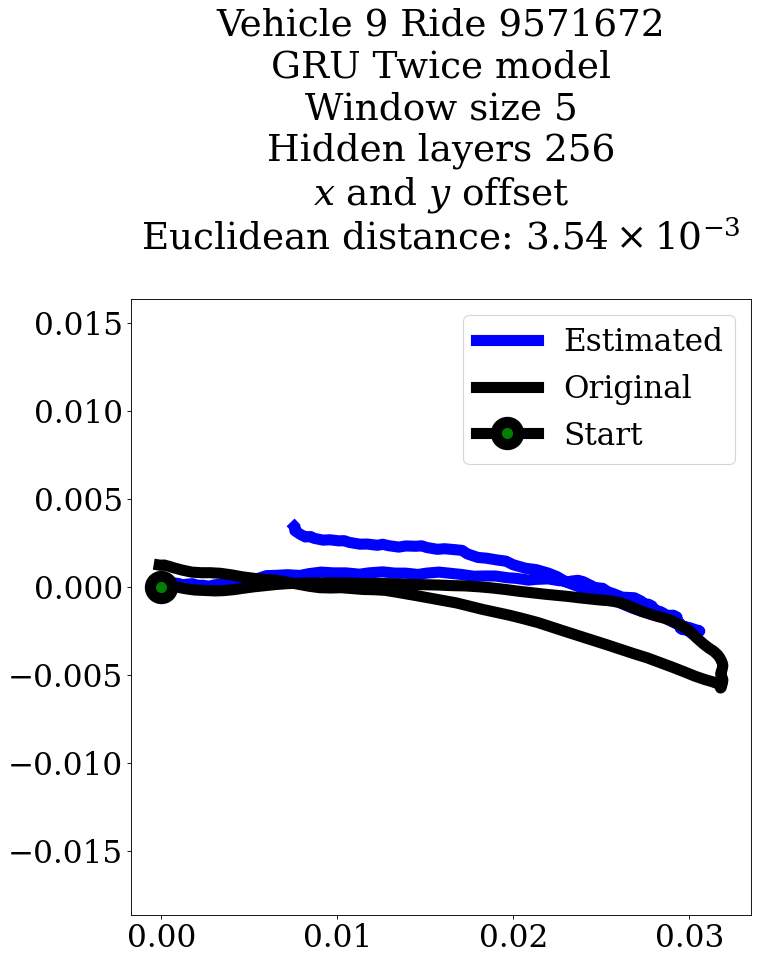 Vehicle 9 Ride 9571672
GRU Twice model
Window size 5
Hidden layers 256
x and y offset
Euclidean distance: 3.54 × 10⁻³
Estimated
Original
Start
0.015
0.010
0.005
0.000
−0.005
−0.010
−0.015
0.00 0.01 0.02 0.03